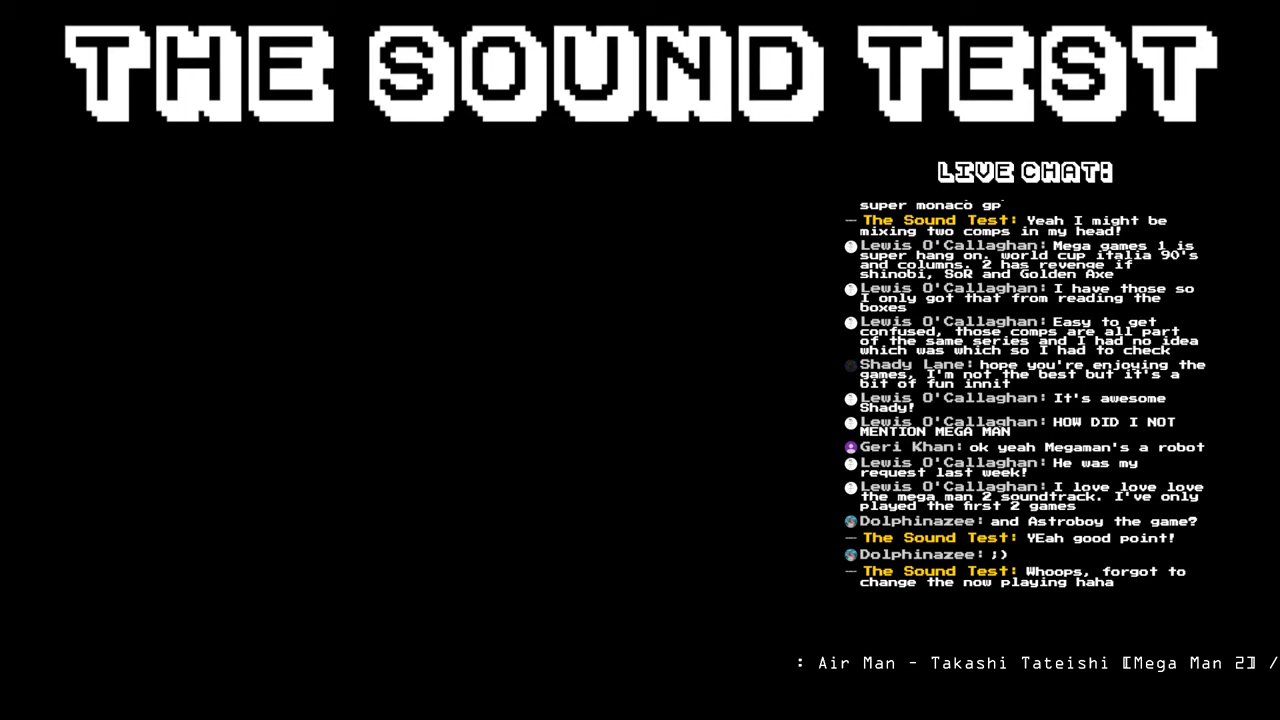 THE SOUND TEST
LIVE CHAT:
super monaco gp
— The Sound Test: Yeah I might be
mixing two comps in my head!
Lewis O'Callaghan: Mega games 1 is
super hang on. world cup italia 90's
and columns. 2 has revenge if
shinobi, SoR and Golden Axe
Lewis O'Callaghan: I have those so
I only got that from reading the
boxes
Lewis O'Callaghan: Easy to get
confused, those comps are all part
of the same series and I had no idea
which was which so I had to check
Shady Lane: hope you're enjoying the
games, I'm not the best but it's a
bit of fun innit
Lewis O'Callaghan: It's awesome
Shady!
Lewis O'Callaghan: HOW DID I NOT
MENTION MEGA MAN
Geri Khan: ok yeah Megaman's a robot
Lewis O'Callaghan: He was my
request last week!
Lewis O'Callaghan: I love love love
the mega man 2 soundtrack. I've only
played the first 2 games
Dolphinazee: and Astroboy the game?
— The Sound Test: YEah good point!
Dolphinazee: ;)
— The Sound Test: Whoops, forgot to
change the now playing haha
: Air Man - Takashi Tateishi [Mega Man 2] /